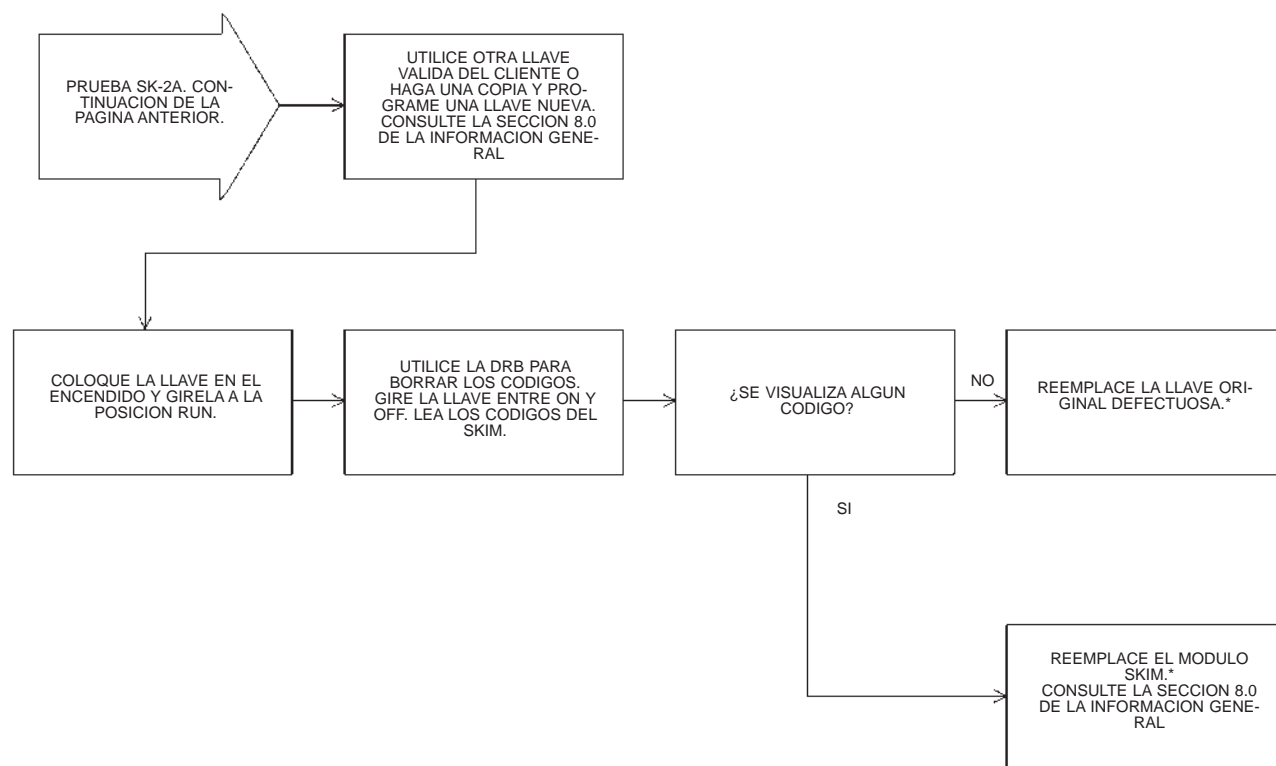 PRUEBA SK-2A. CON-
TINUACION DE LA
PAGINA ANTERIOR.
UTILICE OTRA LLAVE
VALIDA DEL CLIENTE O
HAGA UNA COPIA Y PRO-
GRAME UNA LLAVE NUEVA.
CONSULTE LA SECCION 8.0
DE LA INFORMACION GENE-
RAL
COLOQUE LA LLAVE EN EL
ENCENDIDO Y GIRELA A LA
POSICION RUN.
UTILICE LA DRB PARA
BORRAR LOS CODIGOS.
GIRE LA LLAVE ENTRE ON Y
OFF. LEA LOS CODIGOS DEL
SKIM.
¿SE VISUALIZA ALGUN
CODIGO?
NO
REEMPLACE LA LLAVE ORI-
GINAL DEFECTUOSA.*
SI
REEMPLACE EL MODULO
SKIM.*
CONSULTE LA SECCION 8.0
DE LA INFORMACION GENE-
RAL